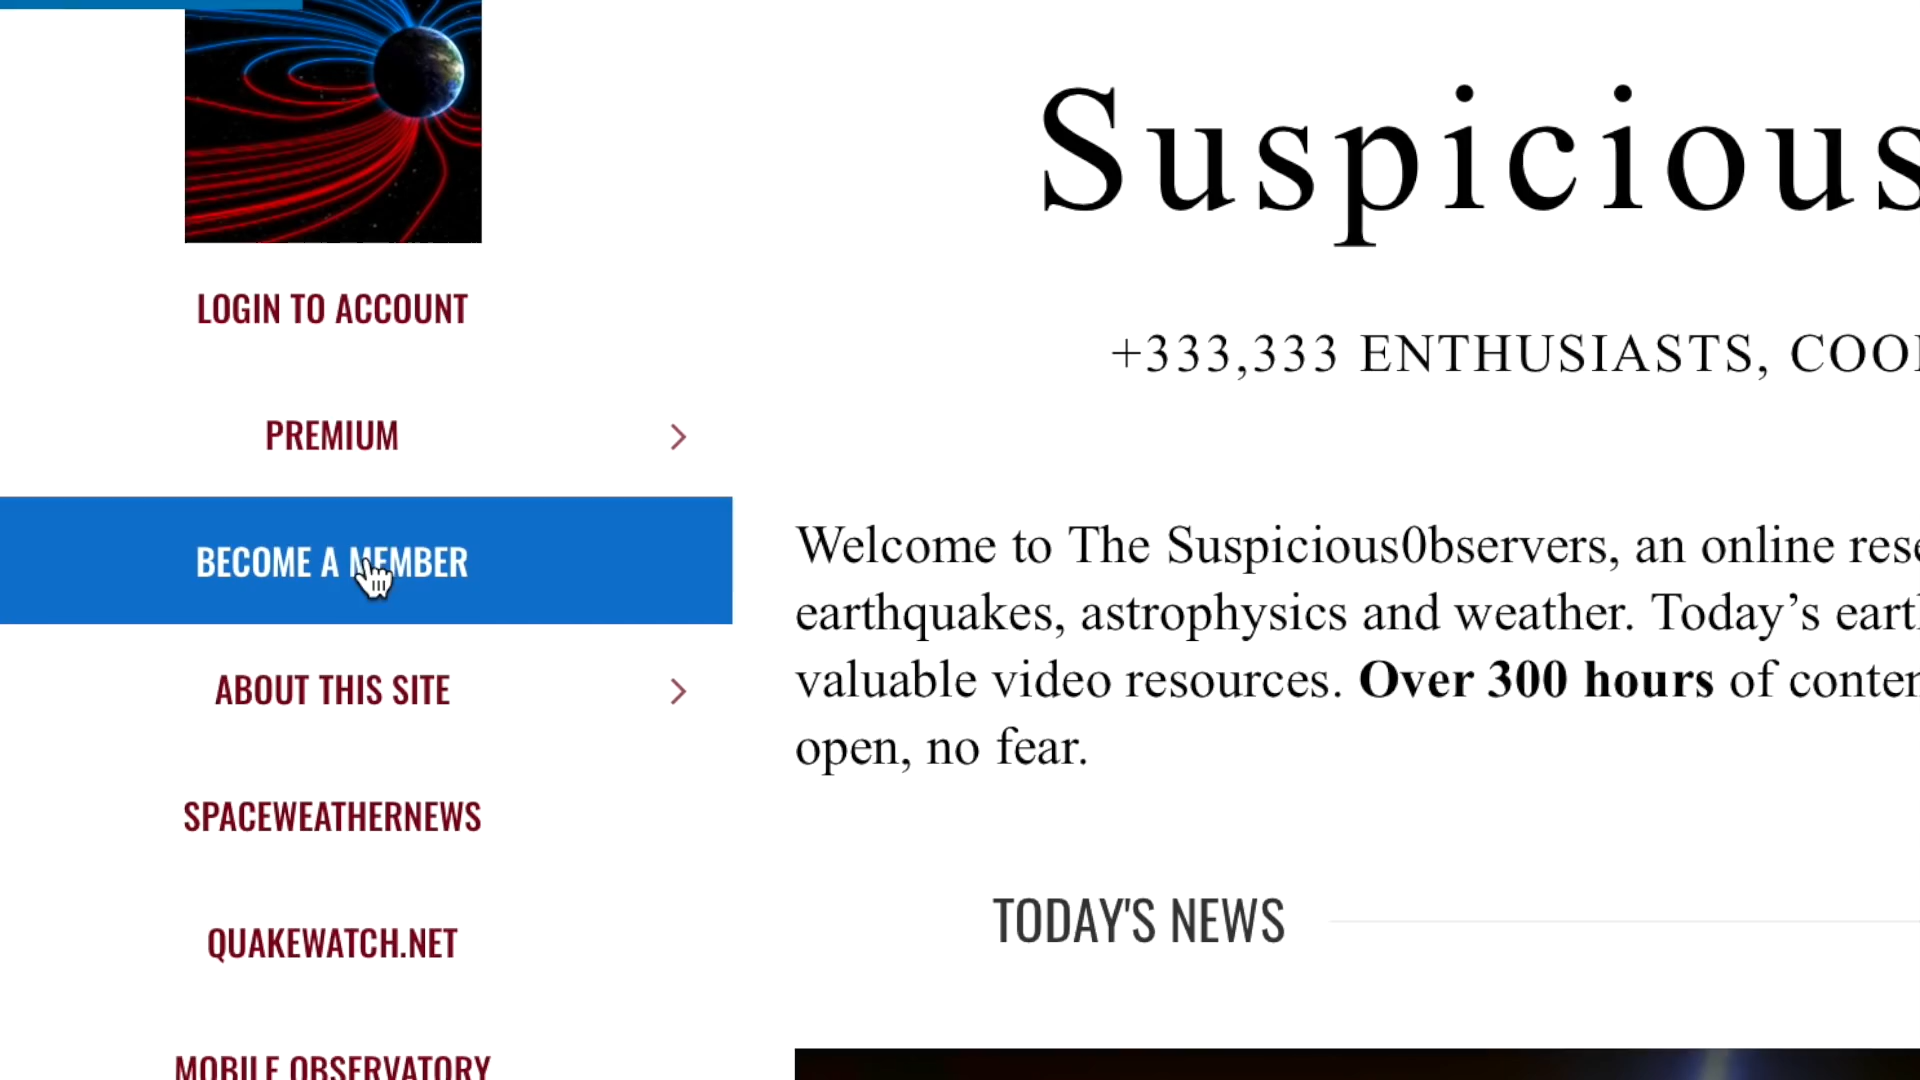 LOGIN TO ACCOUNT
PREMIUM
BECOME A MEMBER
ABOUT THIS SITE
SPACEWEATHERNEWS
QUAKEWATCH.NET
MOBILE OBSERVATORY
Suspicious
+333,333 ENTHUSIASTS,
Welcome to The Suspicious0bservers, an online
earthquakes, astrophysics and weather. Today’s
valuable video resources. Over 300 hours of
open, no fear.
TODAY'S NEWS